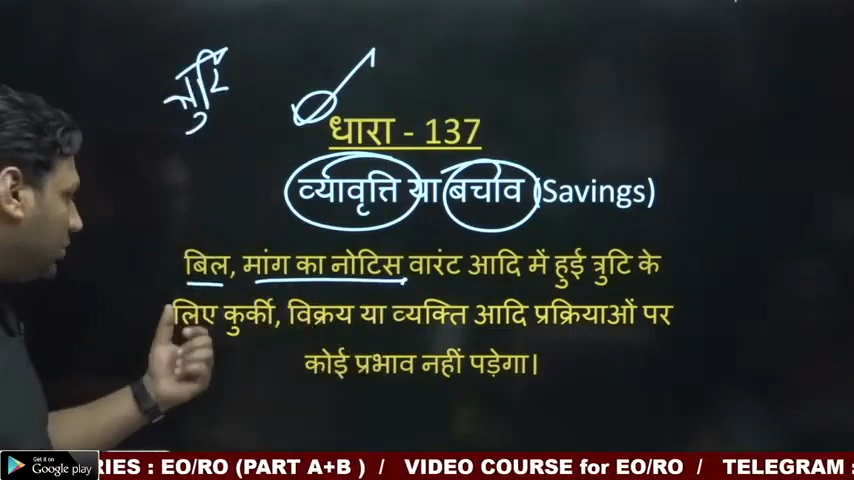 त्रुटि
धारा - 137
व्यावृत्ति या बचाव (Savings)
बिल, मांग का नोटिस वारंट आदि में हुई त्रुटि के
लिए कुर्की, विक्रय या व्यक्ति आदि प्रक्रियाओं पर
कोई प्रभाव नहीं पड़ेगा।
Get it on
Google play
RIES : EO/RO (PART A+B ) / VIDEO COURSE for EO/RO / TELEGRAM :